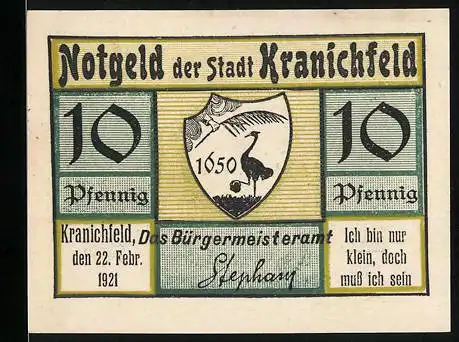 Notgeld der Stadt Kranichfeld
10
Pfennig
1650
10
Pfennig
Kranichfeld,
den 22. Febr.
1921
Das Bürgermeisteramt
Stephanj
Ich bin nur
klein, doch
muß ich sein